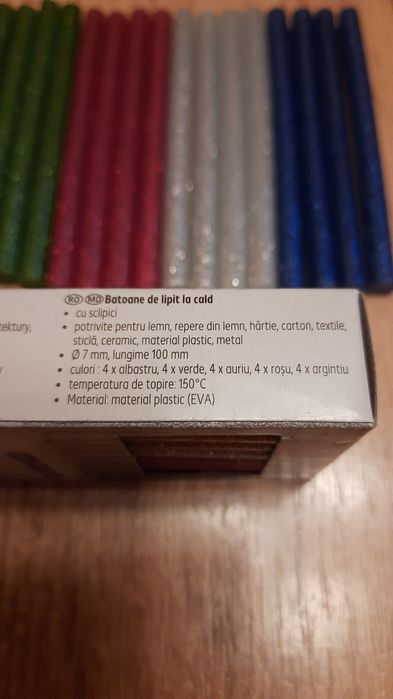 RO MD Batoane de lipit la cald
• cu sclipici
• potrivite pentru lemn, repere din lemn, hârtie, carton, textile,
sticlă, ceramic, material plastic, metal
• Ø 7 mm, lungime 100 mm
• culori : 4 x albastru, 4 x verde, 4 x auriu, 4 x roșu, 4 x argintiu
• temperatura de topire: 150°C
• Material: material plastic (EVA)